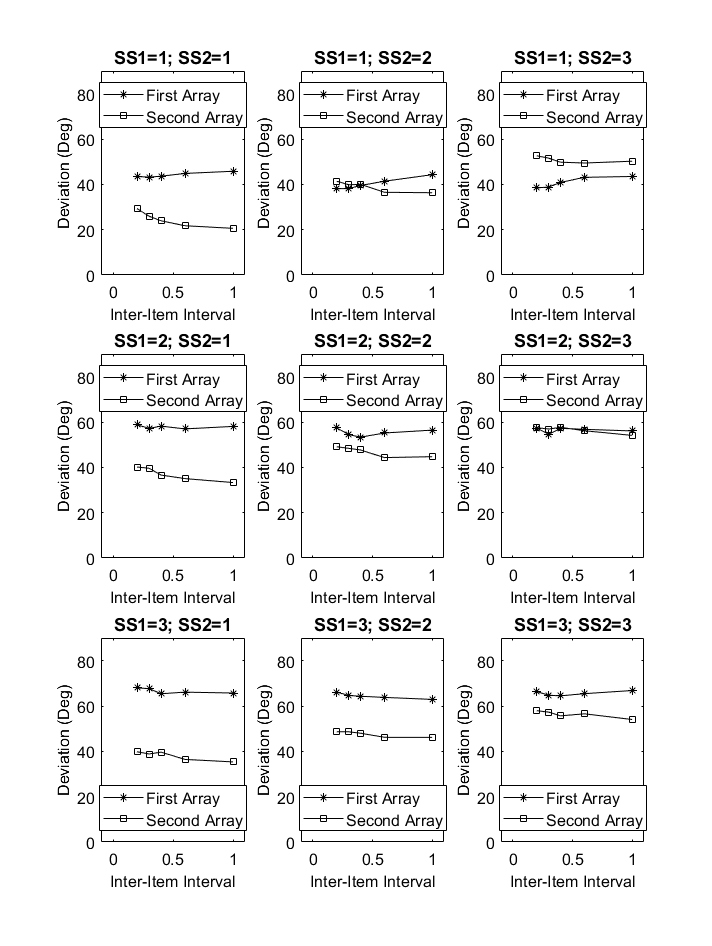 SS1=1; SS2=1
80
60
40
20
0
Deviation (Deg)
First Array
Second Array
0 0.5 1
Inter-Item Interval
SS1=1; SS2=2
80
60
40
20
0
Deviation (Deg)
First Array
Second Array
0 0.5 1
Inter-Item Interval
SS1=1; SS2=3
80
60
40
20
0
Deviation (Deg)
First Array
Second Array
0 0.5 1
Inter-Item Interval
SS1=2; SS2=1
80
60
40
20
0
Deviation (Deg)
First Array
Second Array
0 0.5 1
Inter-Item Interval
SS1=2; SS2=2
80
60
40
20
0
Deviation (Deg)
First Array
Second Array
0 0.5 1
Inter-Item Interval
SS1=2; SS2=3
80
60
40
20
0
Deviation (Deg)
First Array
Second Array
0 0.5 1
Inter-Item Interval
SS1=3; SS2=1
80
60
40
20
0
Deviation (Deg)
First Array
Second Array
0 0.5 1
Inter-Item Interval
SS1=3; SS2=2
80
60
40
20
0
Deviation (Deg)
First Array
Second Array
0 0.5 1
Inter-Item Interval
SS1=3; SS2=3
80
60
40
20
0
Deviation (Deg)
First Array
Second Array
0 0.5 1
Inter-Item Interval